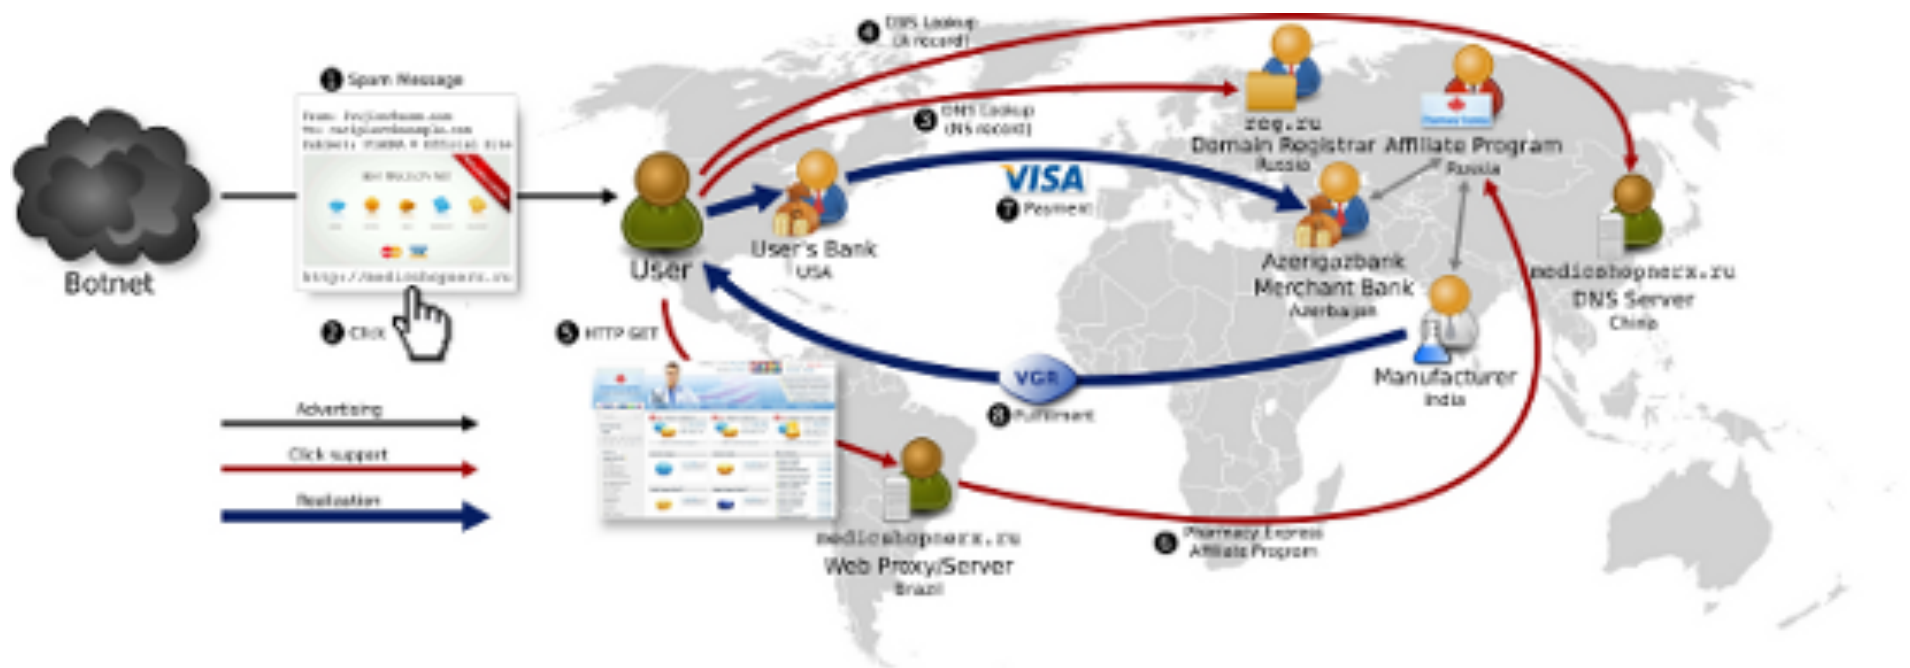 1 Spam Message
http://medicshopnerx.ru
2 Click
Botnet
4 DNS Lookup
(A record)
3 DNS Lookup
(NS record)
User
User's Bank
USA
VISA
7 Payment
reg.ru
Domain Registrar
Russia
Affiliate Program
Russia
Azerigazbank
Merchant Bank
Azerbaijan
medicshopnerx.ru
DNS Server
China
Manufacturer
India
5 HTTP GET
VGR
8 Fulfillment
medicshopnerx.ru
Web Proxy/Server
Brazil
6 Pharmacy Express
Affiliate Program
Advertising
Click support
Realization